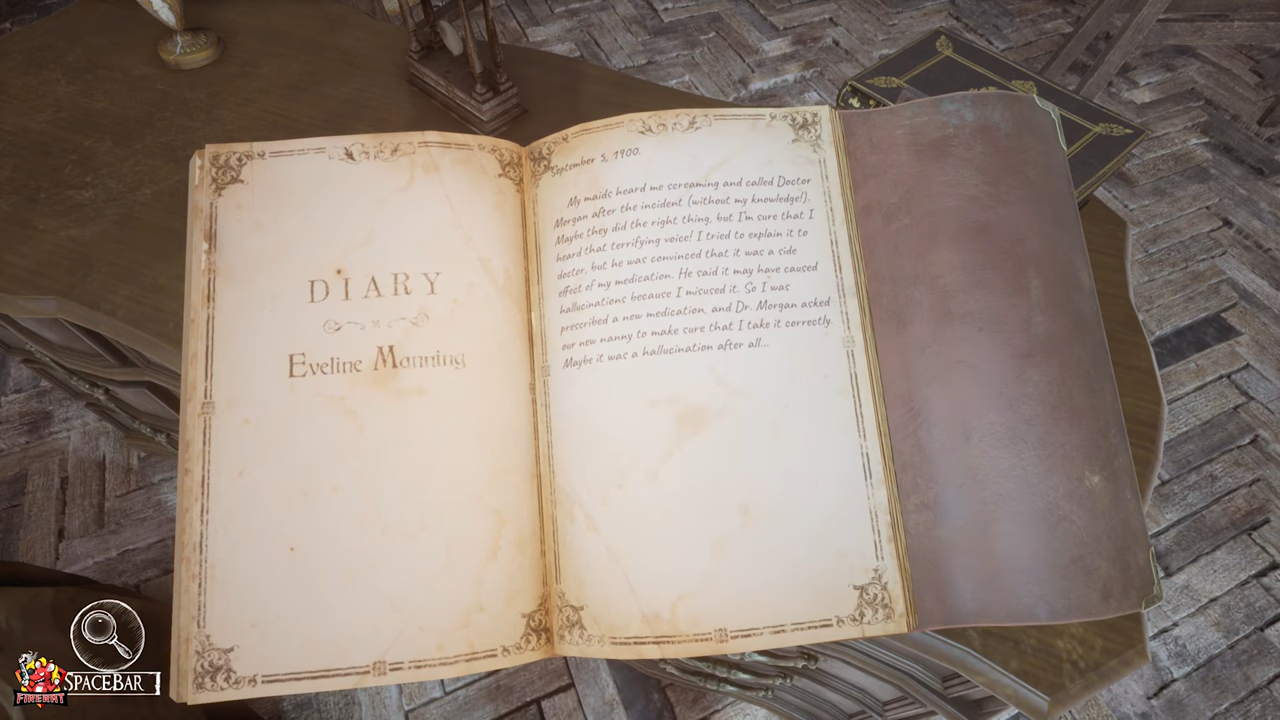 DIARY
Eveline Manning
September 5, 1900.
My maids heard me screaming and called Doctor
Morgan after the incident (without my knowledge!).
Maybe they did the right thing, but I'm sure that I
heard that terrifying voice! I tried to explain it to
doctor, but he was convinced that it was a side
effect of my medication. He said it may have caused
hallucinations because I misused it. So I was
prescribed a new medication, and Dr. Morgan asked
our new nanny to make sure that I take it correctly.
Maybe it was a hallucination after all...
SPACEBAR
FIRERAT